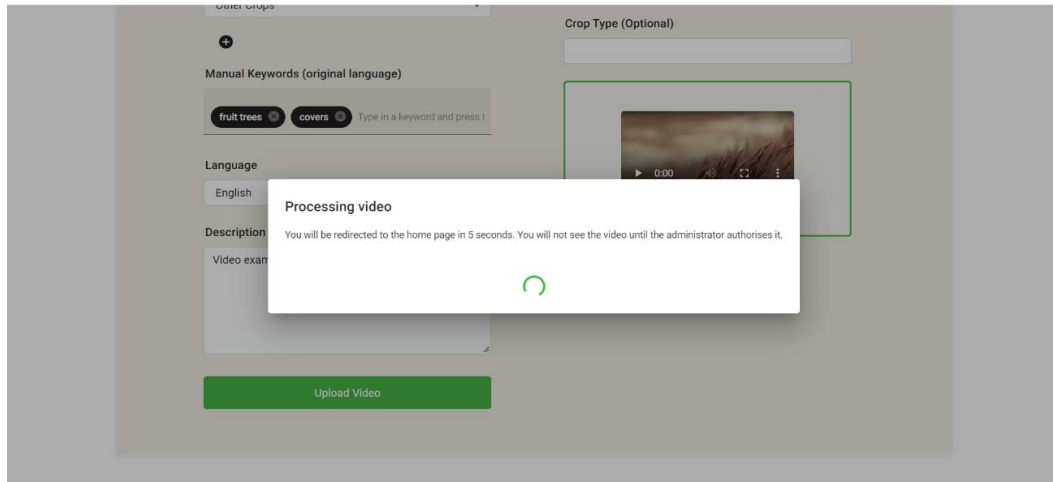 Other Crops
Crop Type (Optional)
Manual Keywords (original language)
fruit trees
covers
Type in a keyword and press
0:00
Language
English
Processing video
You will be redirected to the home page in 5 seconds. You will not see the video until the administrator authorises it.
Description
Video exam
Upload Video